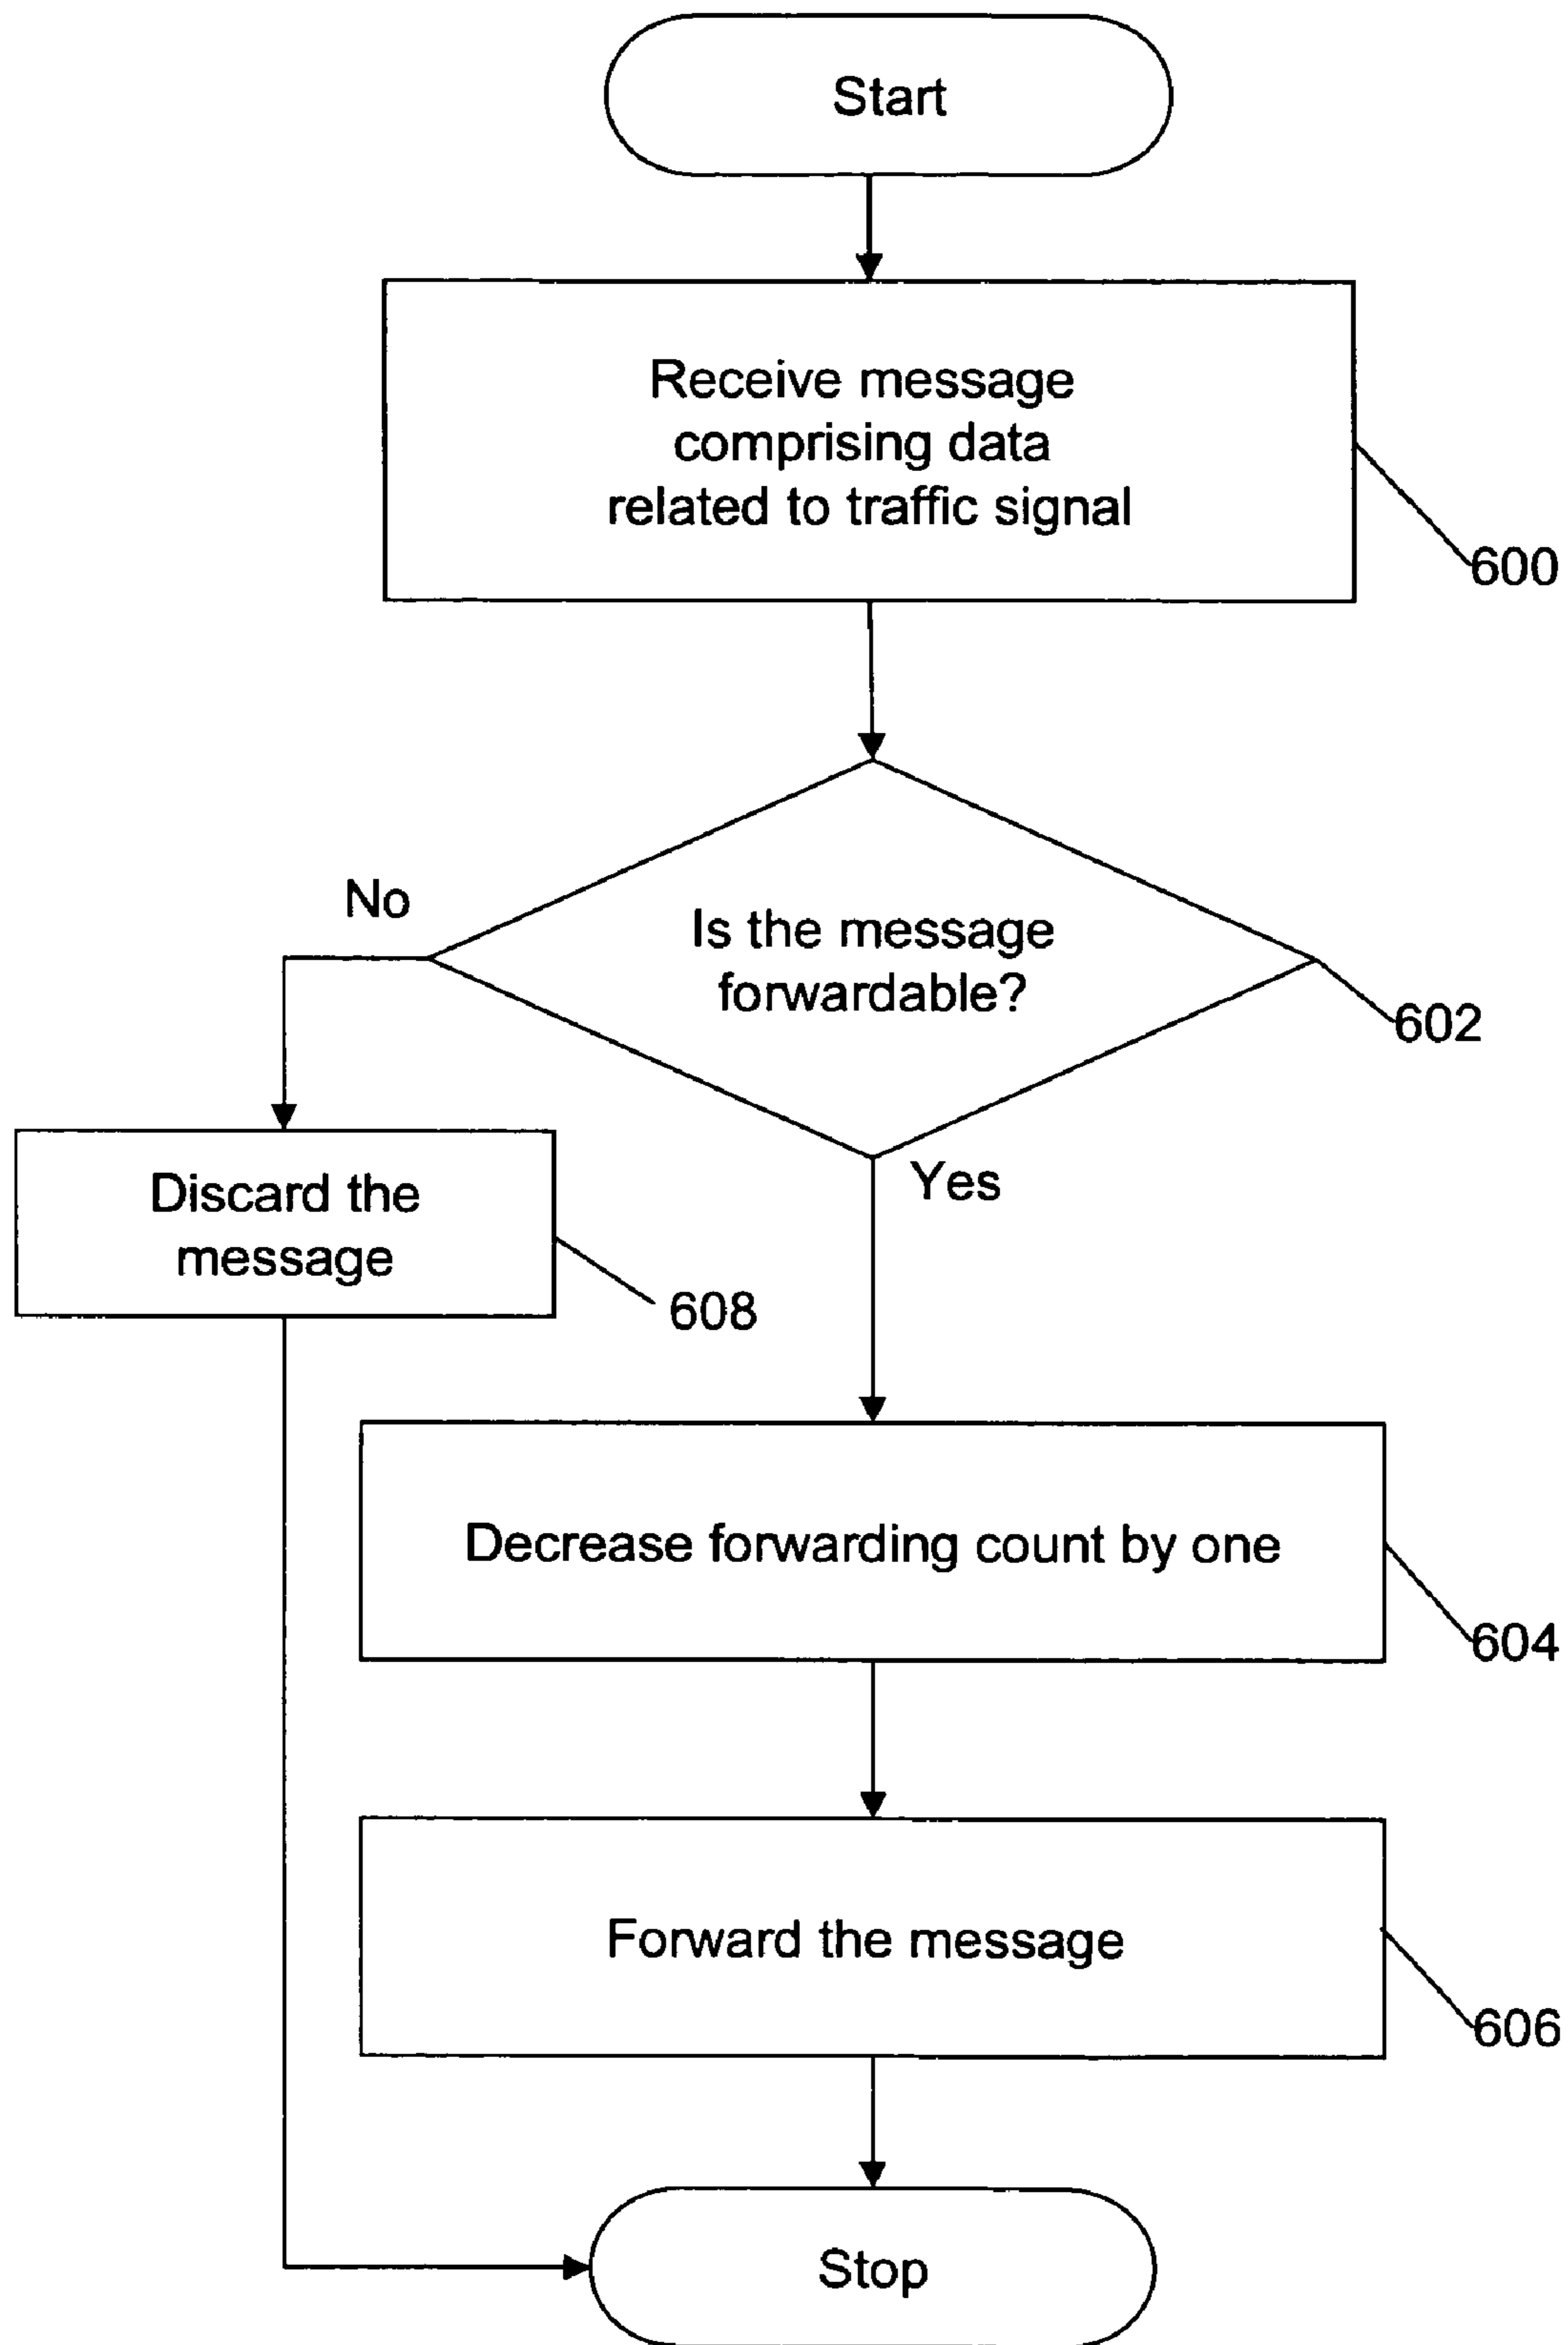 Start
Receive message
comprising data
related to traffic signal
600
Is the message
forwardable?
602
No
Yes
Discard the
message
608
Decrease forwarding count by one
604
Forward the message
606
Stop